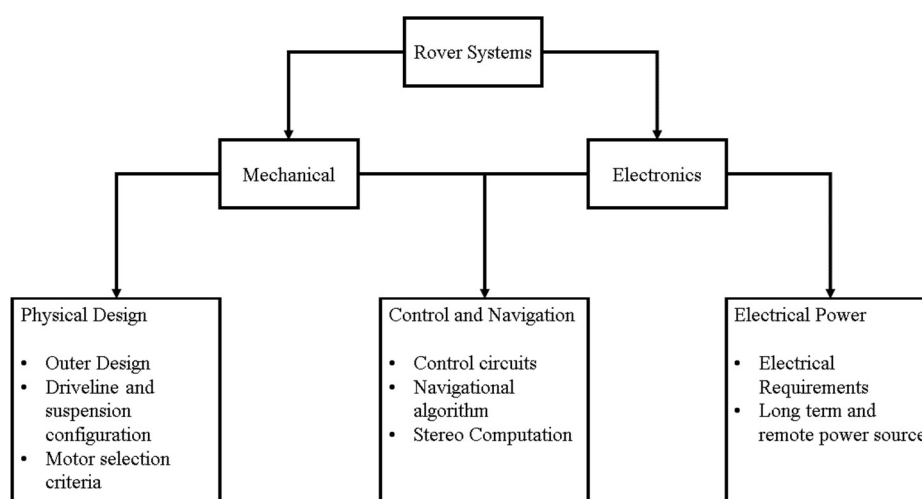 Rover Systems
Mechanical
Electronics
Physical Design
• Outer Design
• Driveline and
suspension
configuration
• Motor selection
criteria
Control and Navigation
• Control circuits
• Navigational
algorithm
• Stereo Computation
Electrical Power
• Electrical
Requirements
• Long term and
remote power source